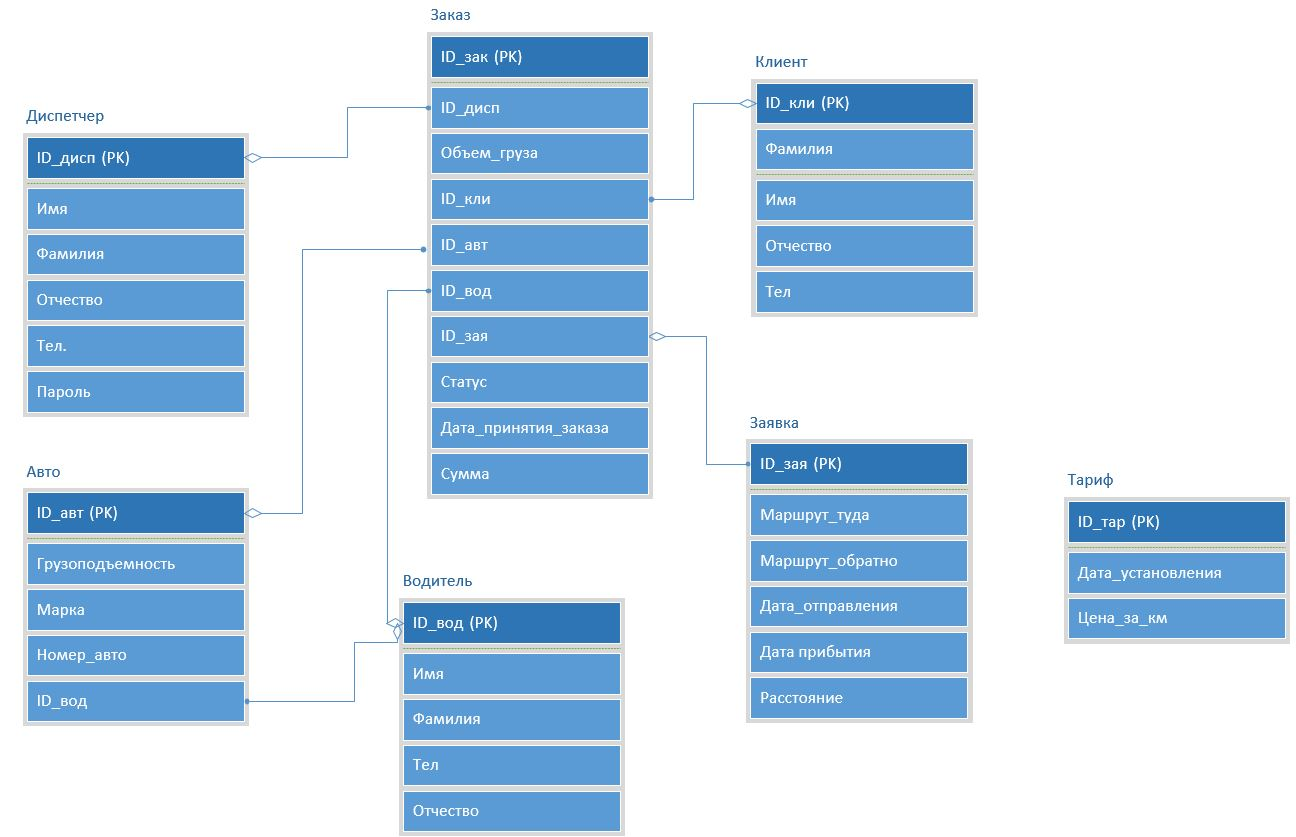 Заказ
ID_зак (PK)
ID_дисп
Объем_груза
ID_кли
ID_авт
ID_вод
ID_зая
Статус
Дата_принятия_заказа
Сумма
Клиент
ID_кли (PK)
Фамилия
Имя
Отчество
Тел
Диспетчер
ID_дисп (PK)
Имя
Фамилия
Отчество
Тел.
Пароль
Авто
ID_авт (PK)
Грузоподъемность
Марка
Номер_авто
ID_вод
Водитель
ID_вод (PK)
Имя
Фамилия
Тел
Отчество
Заявка
ID_зая (PK)
Маршрут_туда
Маршрут_обратно
Дата_отправления
Дата прибытия
Расстояние
Тариф
ID_тар (PK)
Дата_установления
Цена_за_км